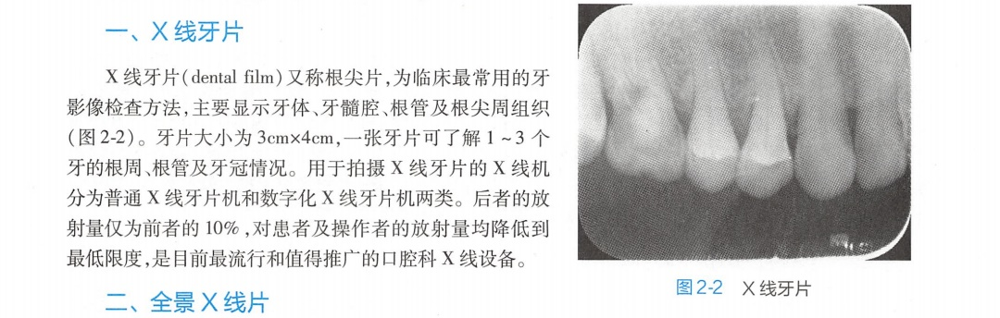 一、X 线牙片
X 线牙片(dental film)又称根尖片,为临床最常用的牙
影像检查方法,主要显示牙体、牙髓腔、根管及根尖周组织
(图2-2)。牙片大小为3cm×4cm,一张牙片可了解1~3个
牙的根周、根管及牙冠情况。用于拍摄 X 线牙片的 X 线机
分为普通 X 线牙片机和数字化 X 线牙片机两类。后者的放
射量仅为前者的10%,对患者及操作者的放射量均降低到
最低限度,是目前最流行和值得推广的口腔科 X 线设备。
图2-2 X 线牙片
二、全景 X 线片